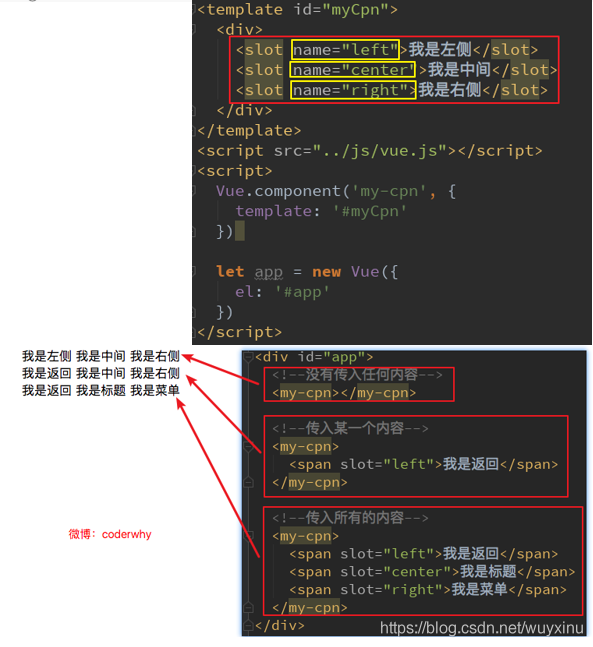 <template id="myCpn">
<div>
<slot name="left">我是左侧</slot>
<slot name="center">我是中间</slot>
<slot name="right">我是右侧</slot>
</div>
</template>
<script src="../js/vue.js"></script>
<script>
Vue.component('my-cpn', {
template: '#myCpn'
})
let app = new Vue({
el: '#app'
})
</script>
我是左侧 我是中间 我是右侧
我是返回 我是中间 我是右侧
我是返回 我是标题 我是菜单
微博：coderwhy
<div id="app">
<!--没有传入任何内容-->
<my-cpn></my-cpn>
<!--传入某一个内容-->
<my-cpn>
<span slot="left">我是返回</span>
</my-cpn>
<!--传入所有的内容-->
<my-cpn>
<span slot="left">我是返回</span>
<span slot="center">我是标题</span>
<span slot="right">我是菜单</span>
</my-cpn>
</div>
https://blog.csdn.net/wuyxinu